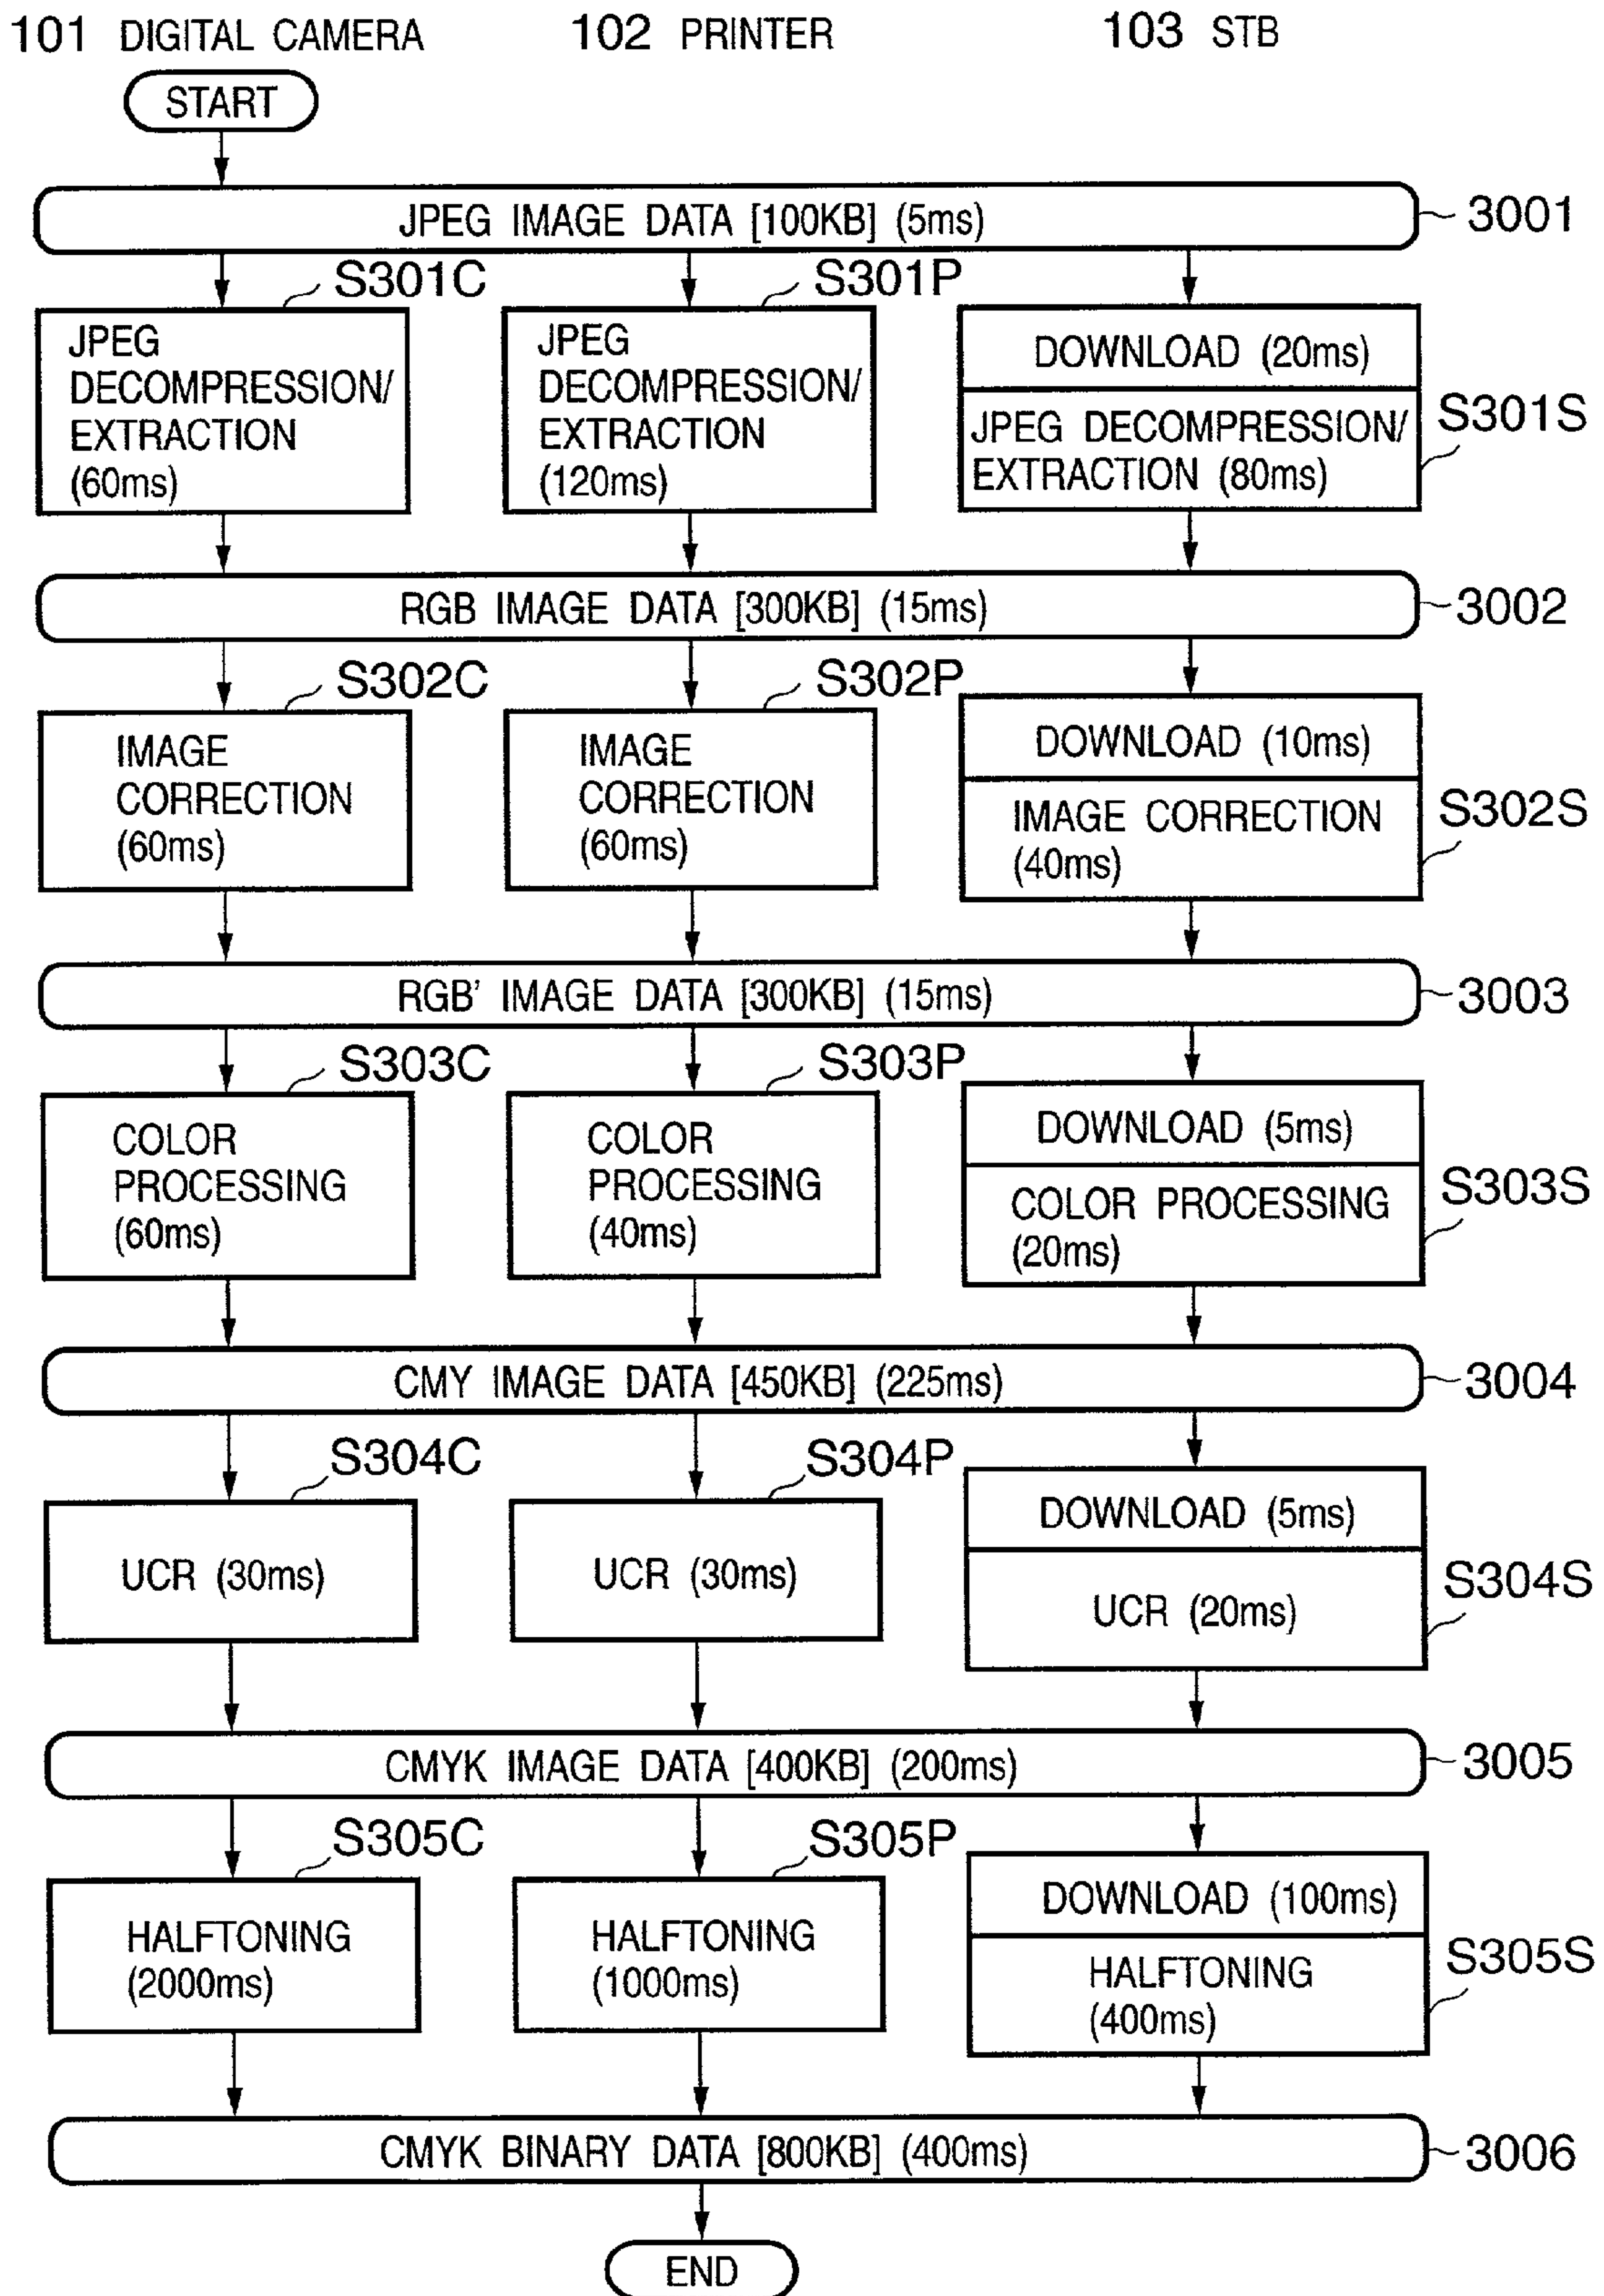 101 DIGITAL CAMERA
102 PRINTER
103 STB
START
JPEG IMAGE DATA [100KB] (5ms)
3001
S301C
S301P
JPEG
DECOMPRESSION/
EXTRACTION
(60ms)
JPEG
DECOMPRESSION/
EXTRACTION
(120ms)
DOWNLOAD (20ms)
JPEG DECOMPRESSION/
EXTRACTION (80ms)
S301S
RGB IMAGE DATA [300KB] (15ms)
3002
S302C
S302P
IMAGE
CORRECTION
(60ms)
IMAGE
CORRECTION
(60ms)
DOWNLOAD (10ms)
IMAGE CORRECTION
(40ms)
S302S
RGB' IMAGE DATA [300KB] (15ms)
3003
S303C
S303P
COLOR
PROCESSING
(60ms)
COLOR
PROCESSING
(40ms)
DOWNLOAD (5ms)
COLOR PROCESSING
(20ms)
S303S
CMY IMAGE DATA [450KB] (225ms)
3004
S304C
S304P
UCR (30ms)
UCR (30ms)
DOWNLOAD (5ms)
UCR (20ms)
S304S
CMYK IMAGE DATA [400KB] (200ms)
3005
S305C
S305P
HALFTONING
(2000ms)
HALFTONING
(1000ms)
DOWNLOAD (100ms)
HALFTONING
(400ms)
S305S
CMYK BINARY DATA [800KB] (400ms)
3006
END